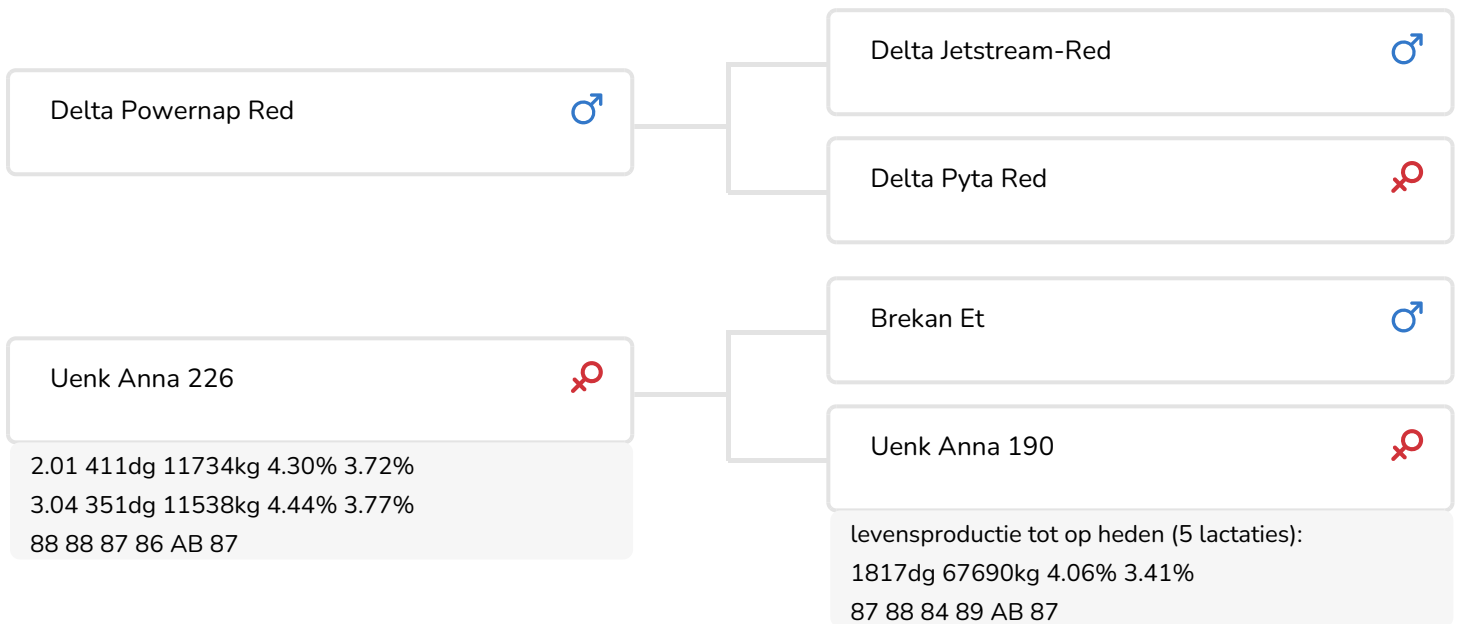 Delta Powernap Red
Delta Jetstream-Red
Delta Pyta Red
Uenk Anna 226
2.01 411dg 11734kg 4.30% 3.72%
3.04 351dg 11538kg 4.44% 3.77%
88 88 87 86 AB 87
Brekan Et
Uenk Anna 190
levensproductie tot op heden (5 lactaties):
1817dg 67690kg 4.06% 3.41%
87 88 84 89 AB 87